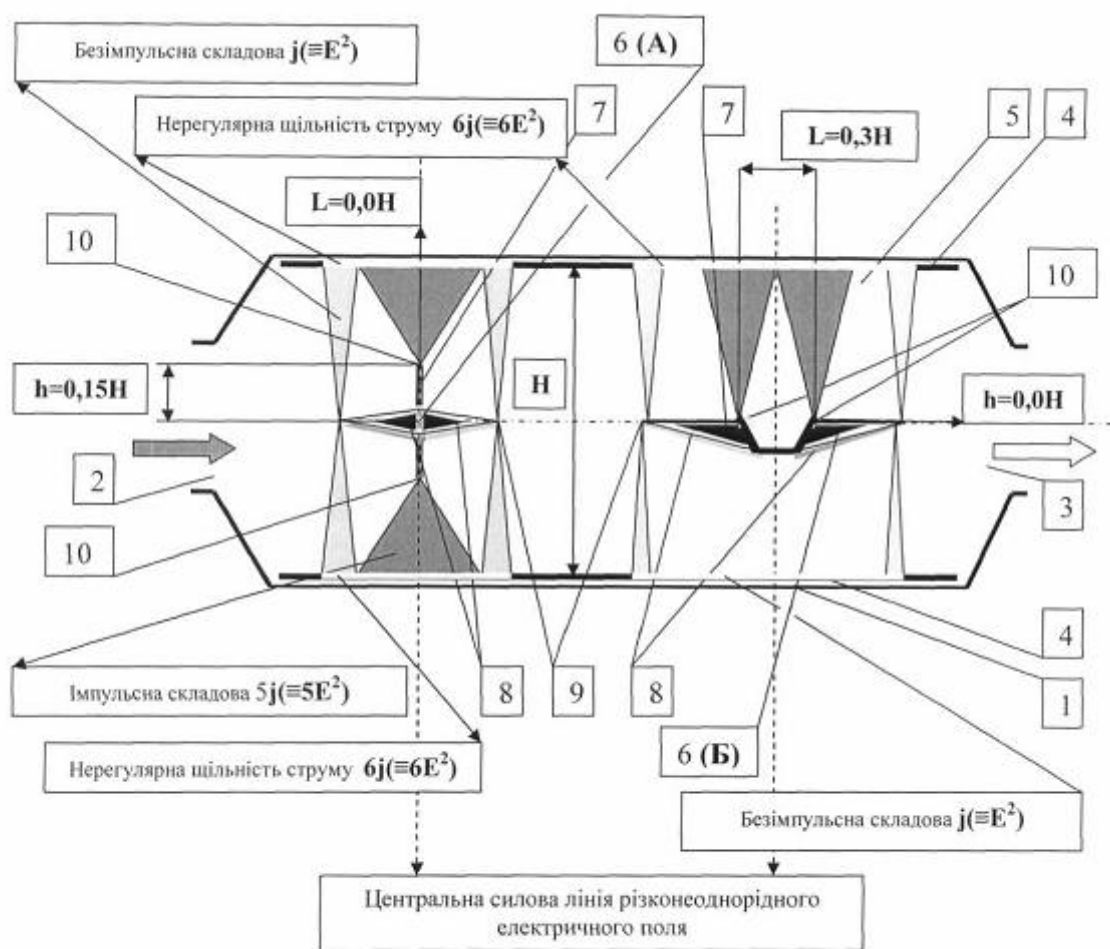 Безімпульсна складова j(≡E²)
6 (А)
Нерегулярна щільність струму 6j(≡6E²)
7
7
5
4
L=0,3H
L=0,0H
10
10
h=0,15H
H
h=0,0H
2
3
10
4
Імпульсна складова 5j(≡5E²)
8
9
8
1
Нерегулярна щільність струму 6j(≡6E²)
6 (Б)
Безімпульсна складова j(≡E²)
Центральна силова лінія різконеоднорідного
електричного поля